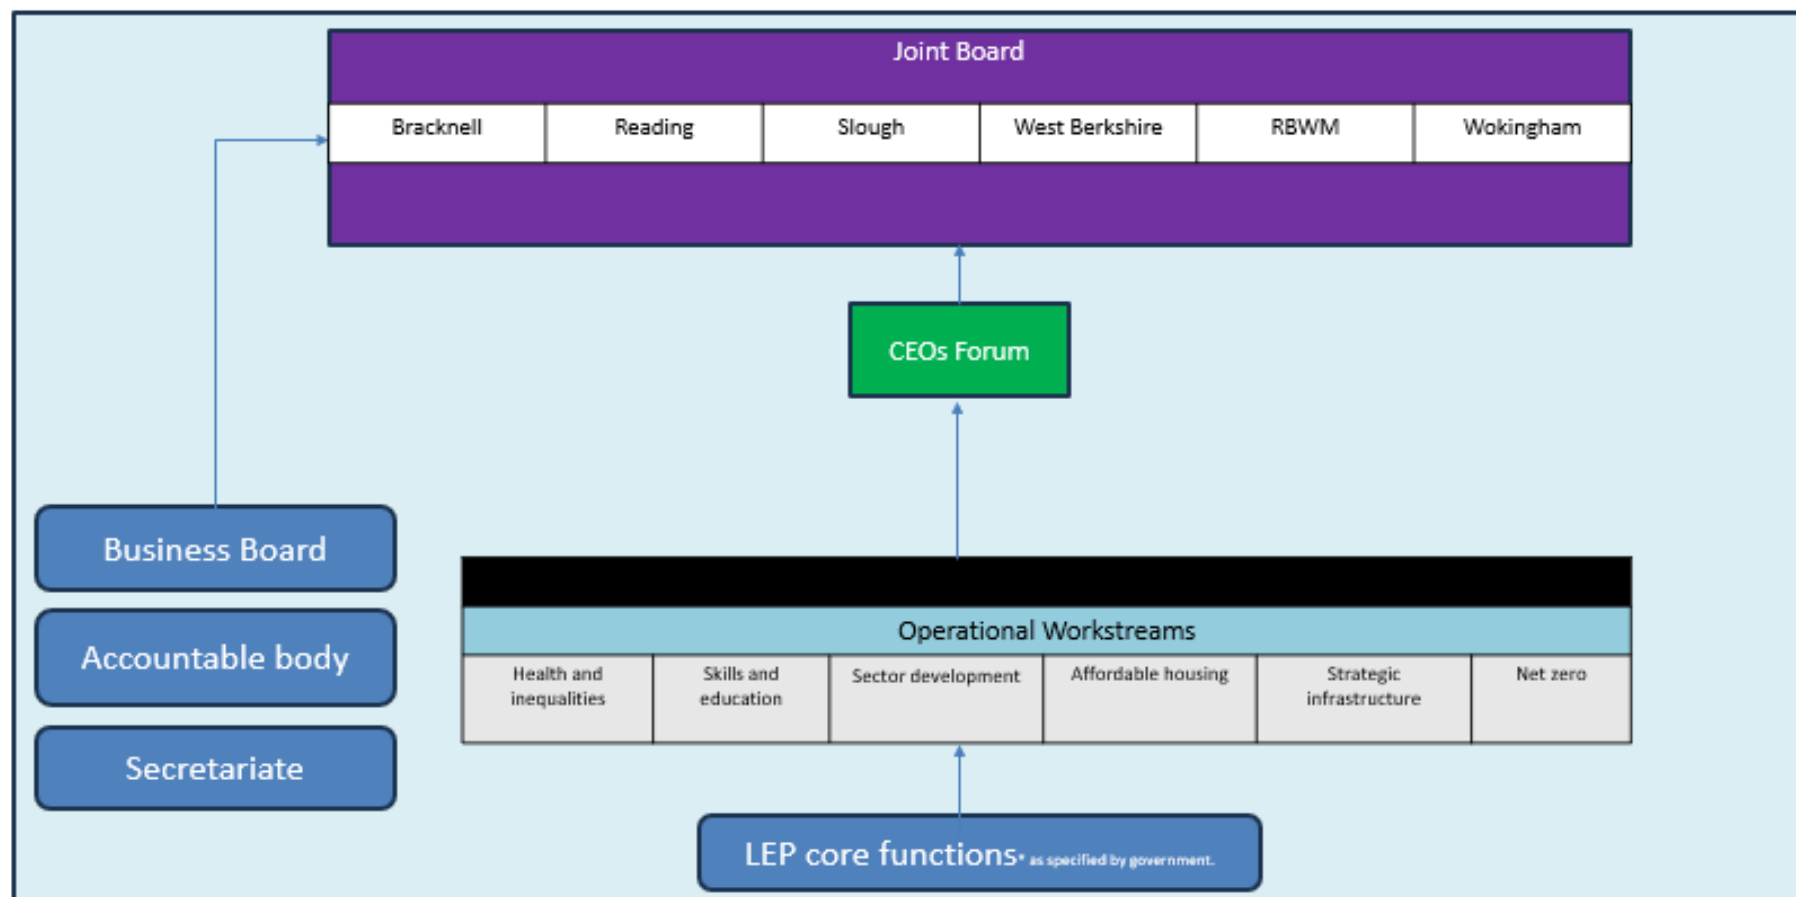 Joint Board
Bracknell
Reading
Slough
West Berkshire
RBWM
Wokingham
CEOs Forum
Business Board
Accountable body
Secretariate
Operational Workstreams
Health and
inequalities
Skills and
education
Sector development
Affordable housing
Strategic
infrastructure
Net zero
LEP core functions* as specified by government.